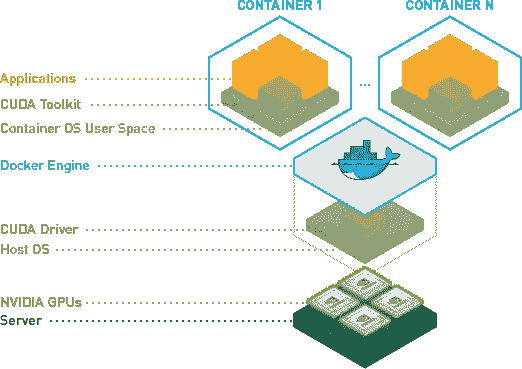 CONTAINER 1
CONTAINER N
Applications
...
CUDA Toolkit
Container OS User Space
Docker Engine
CUDA Driver
Host OS
NVIDIA GPUs
Server